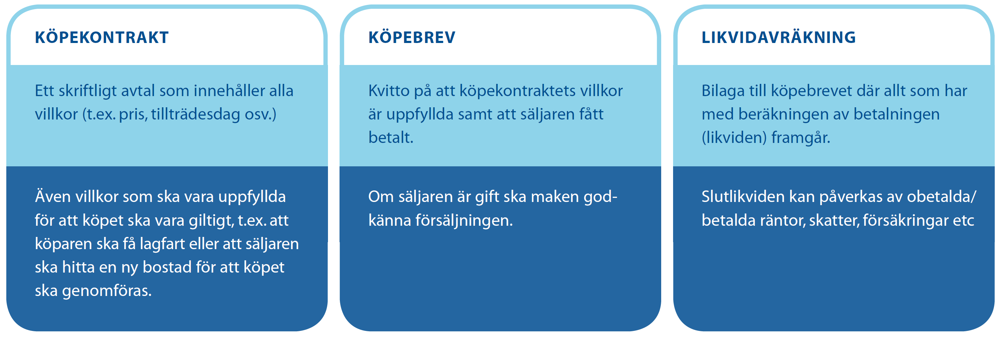 KÖPEKONTRAKT
Ett skriftligt avtal som innehåller alla
villkor (t.ex. pris, tillträdesdag osv.)
Även villkor som ska vara uppfyllda
för att köpet ska vara giltigt, t.ex. att
köparen ska få lagfart eller att säljaren
ska hitta en ny bostad för att köpet
ska genomföras.
KÖPEBREV
Kvitto på att köpekontraktets villkor
är uppfyllda samt att säljaren fått
betalt.
Om säljaren är gift ska maken god-
känna försäljningen.
LIKVIDAVRÄKNING
Bilaga till köpebrevet där allt som har
med beräkningen av betalningen
(likviden) framgår.
Slutlikviden kan påverkas av obetalda/
betalda räntor, skatter, försäkringar etc